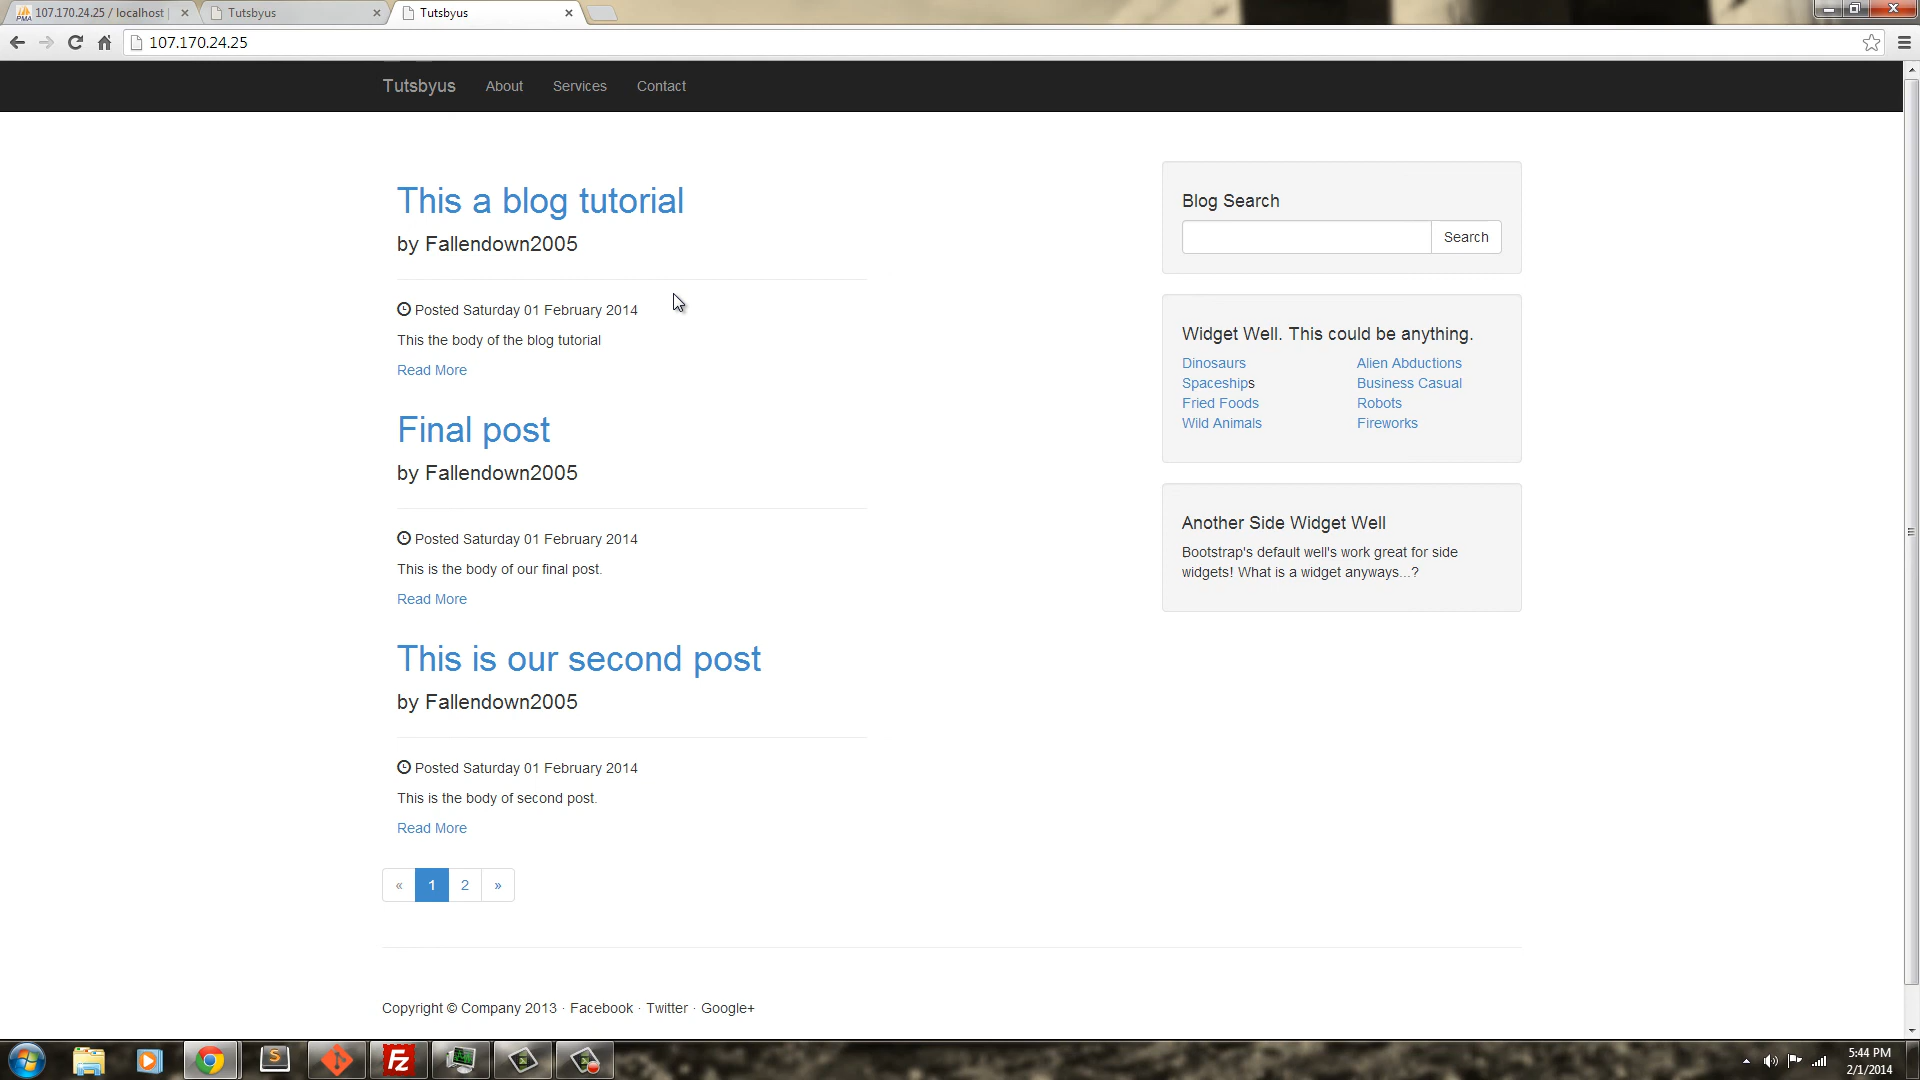 107.170.24.25 / localhost |
Tutsbyus
Tutsbyus
107.170.24.25
Tutsbyus About Services Contact
This a blog tutorial
by Fallendown2005
Posted Saturday 01 February 2014
This the body of the blog tutorial
Read More
Final post
by Fallendown2005
Posted Saturday 01 February 2014
This is the body of our final post.
Read More
This is our second post
by Fallendown2005
Posted Saturday 01 February 2014
This is the body of second post.
Read More
« 1 2 »
Blog Search
Search
Widget Well. This could be anything.
Dinosaurs Alien Abductions
Spaceships Business Casual
Fried Foods Robots
Wild Animals Fireworks
Another Side Widget Well
Bootstrap's default well's work great for side
widgets! What is a widget anyways...?
Copyright © Company 2013 · Facebook · Twitter · Google+
5:44 PM
2/1/2014